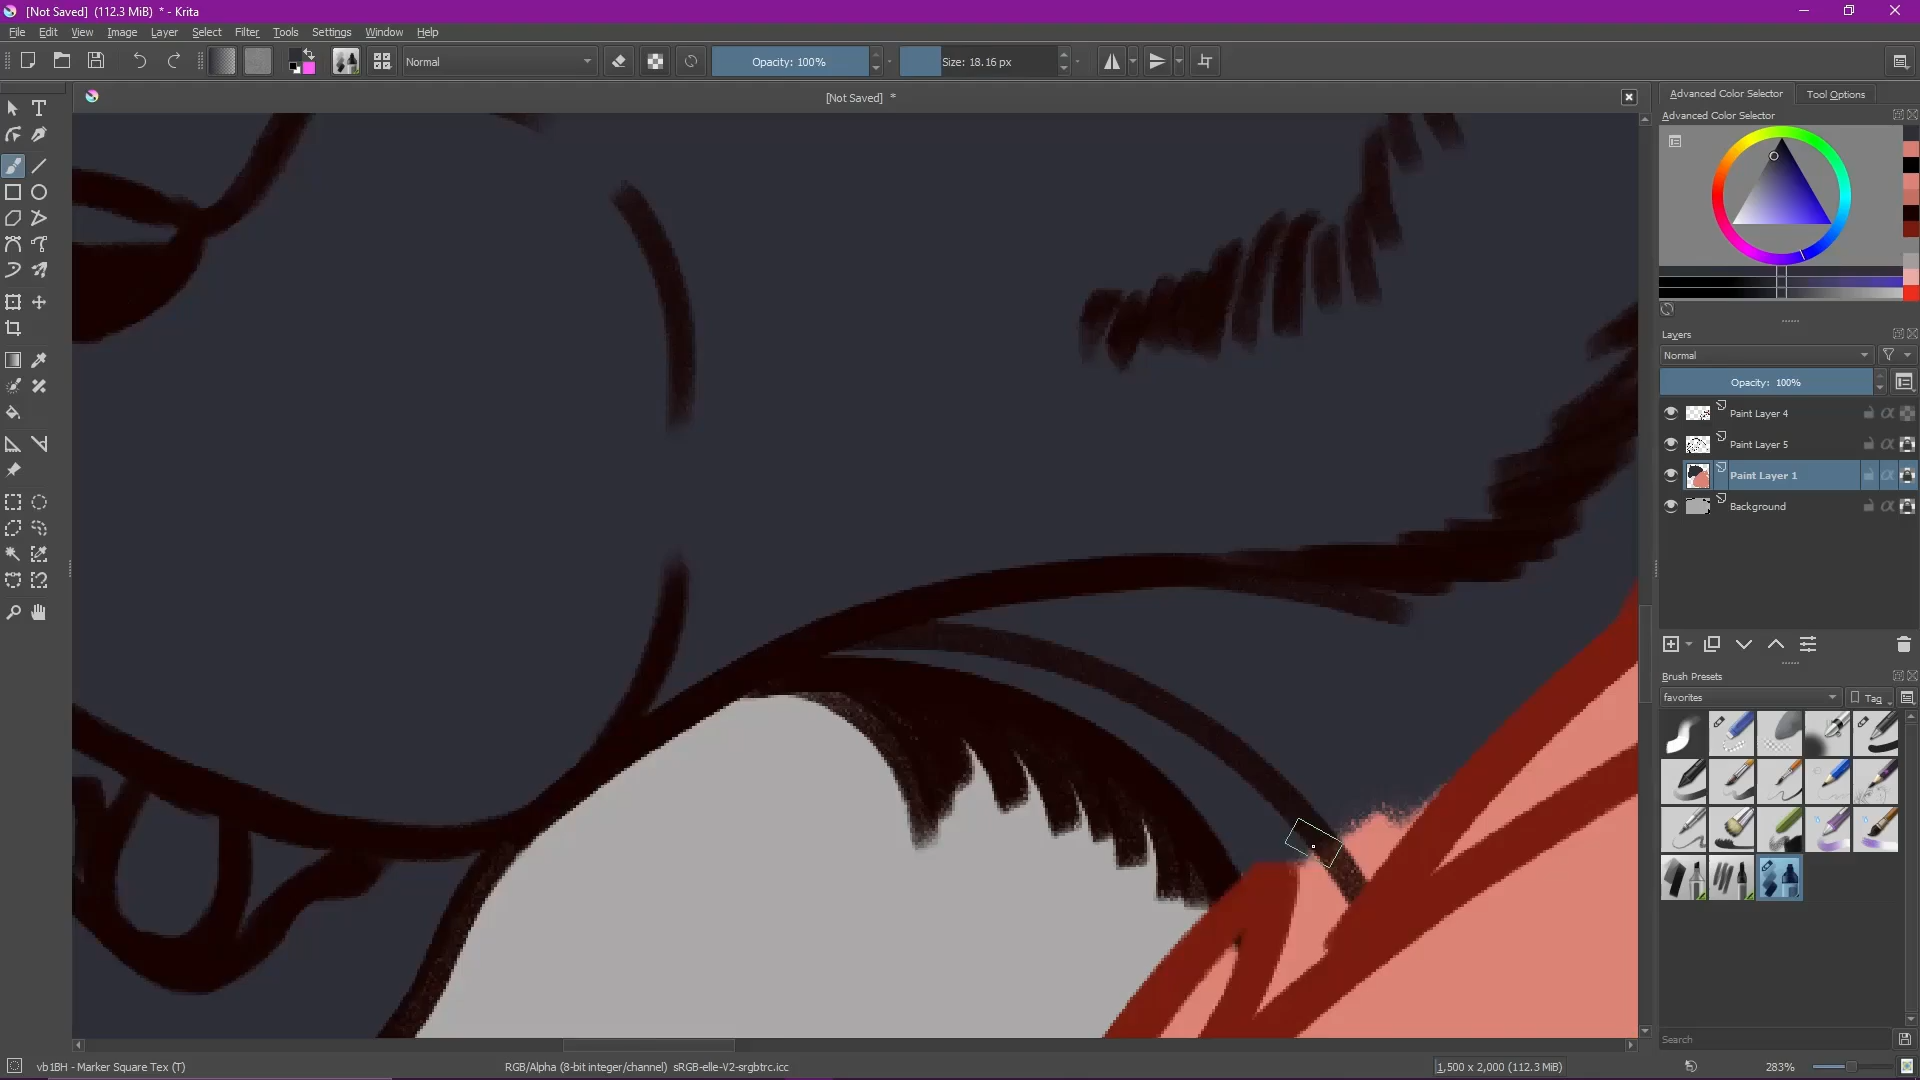 [Not Saved]  (112.3 MiB)  * - Krita
File Edit View Image Layer Select Filter Tools Settings Window Help
Normal
Opacity: 100%
Size: 18.16 px
[Not Saved]  *
Advanced Color Selector
Tool Options
Advanced Color Selector
Layers
Normal
Opacity: 100%
Paint Layer 4
Paint Layer 5
Paint Layer 1
Background
Brush Presets
favorites
Tag
Search
vb1BH - Marker Square Tex (T)
RGB/Alpha (8-bit integer/channel)  sRGB-elle-V2-srgbtrc.icc
1,500 x 2,000 (112.3 MiB)
283%